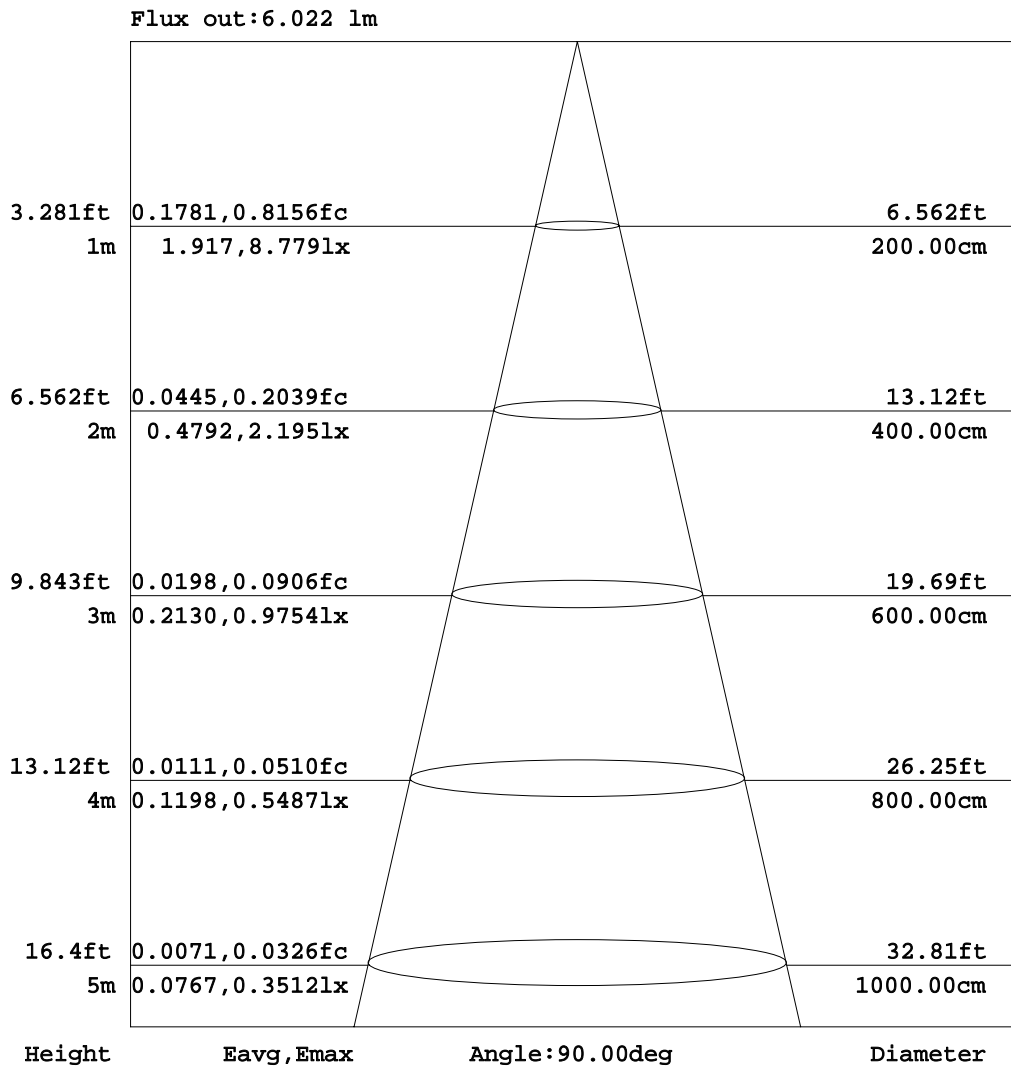 Flux out:6.022 lm
3.281ft 0.1781,0.8156fc 6.562ft
1m 1.917,8.779lx 200.00cm
6.562ft 0.0445,0.2039fc 13.12ft
2m 0.4792,2.195lx 400.00cm
9.843ft 0.0198,0.0906fc 19.69ft
3m 0.2130,0.9754lx 600.00cm
13.12ft 0.0111,0.0510fc 26.25ft
4m 0.1198,0.5487lx 800.00cm
16.4ft 0.0071,0.0326fc 32.81ft
5m 0.0767,0.3512lx 1000.00cm
Height Eavg,Emax Angle:90.00deg Diameter